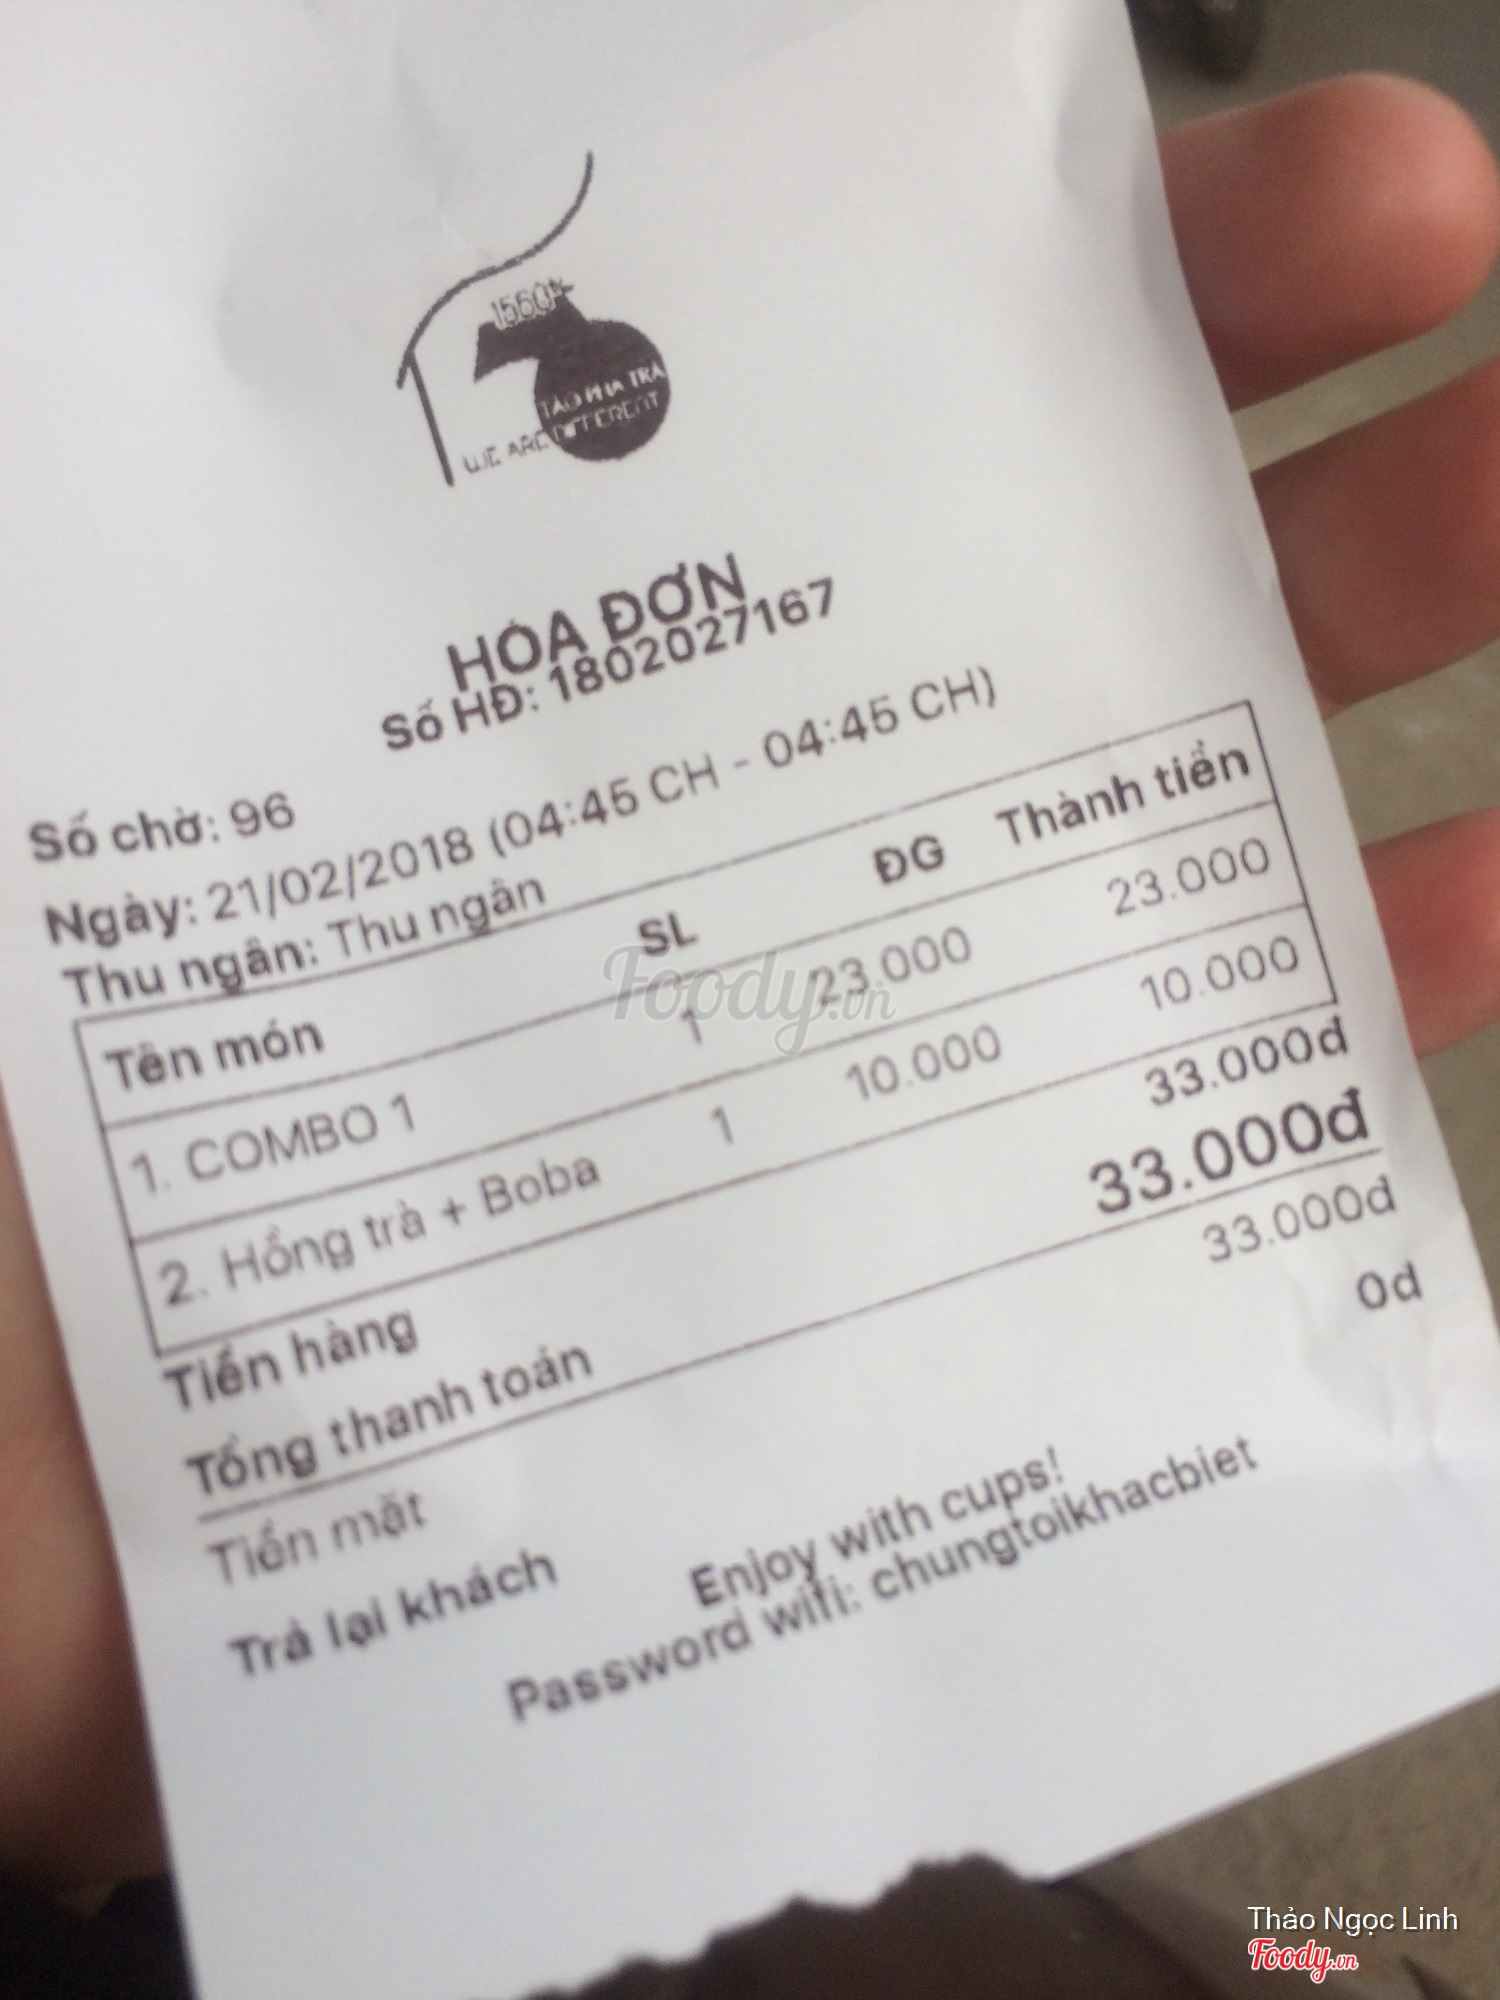 1560
TÀO PHA TRÀ
WE ARE DIFFERENT
HÓA ĐƠN
Số HĐ: 1802027167
Số chờ: 96
Ngày: 21/02/2018 (04:45 CH - 04:45 CH)
Thu ngân: Thu ngân
Tên món SL ĐG Thành tiền
1. COMBO 1 1 23.000 23.000
2. Hồng trà + Boba 1 10.000 10.000
Tiền hàng 33.000đ
Tổng thanh toán 33.000đ
Tiền mặt 33.000đ
Trả lại khách 0đ
Enjoy with cups!
Password wifi: chungtoikhacbiet
Foody.vn
Thảo Ngọc Linh
Foody.vn